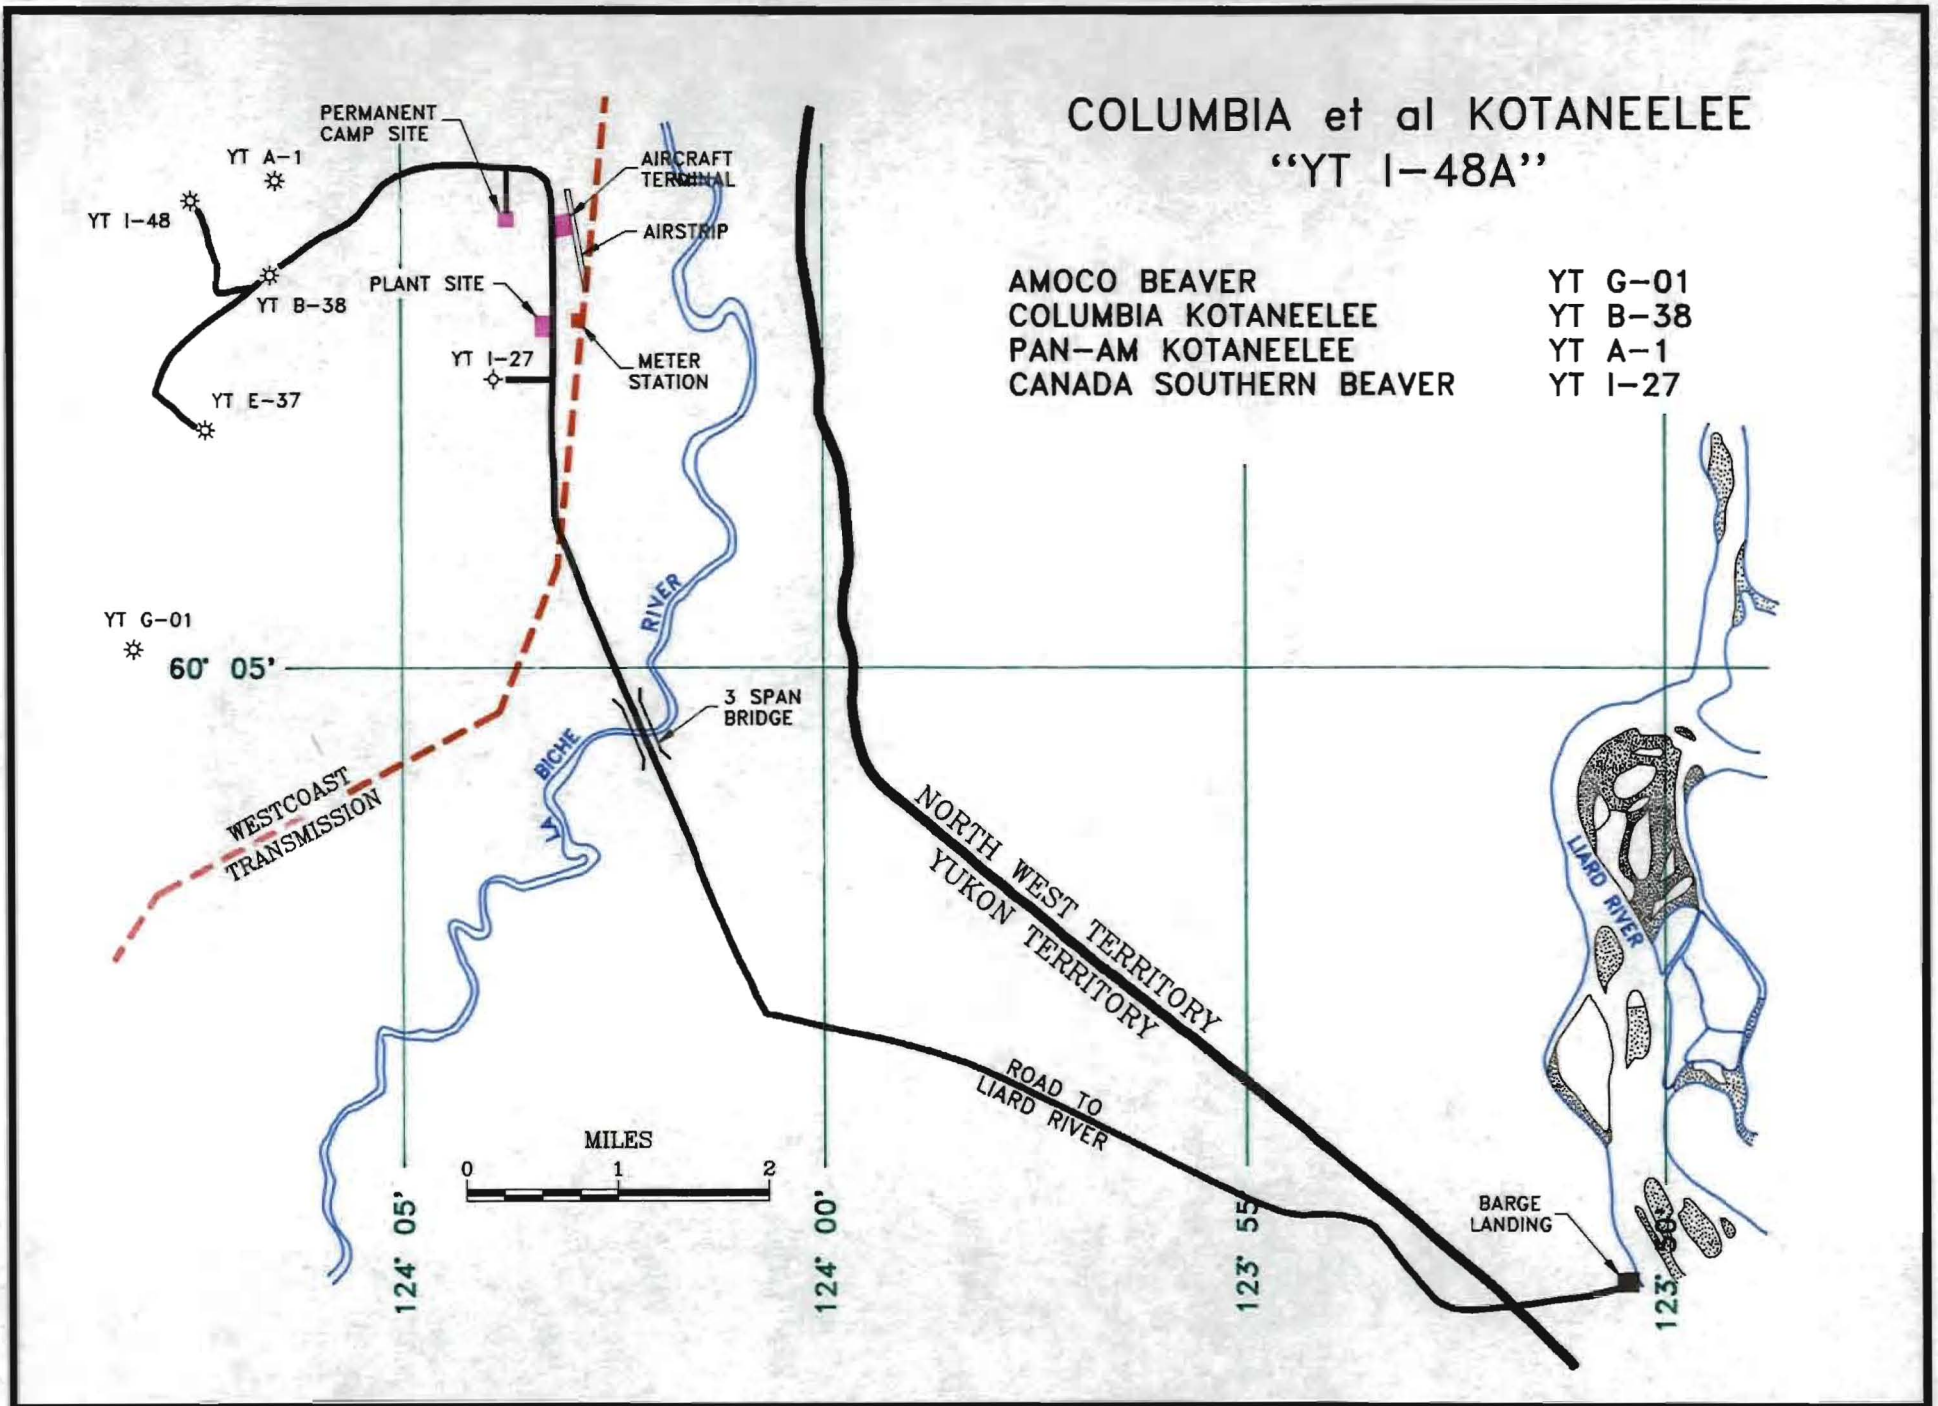 COLUMBIA et al KOTANEELEE
“YT I-48A”
AMOCO BEAVER YT G-01
COLUMBIA KOTANEELEE YT B-38
PAN-AM KOTANEELEE YT A-1
CANADA SOUTHERN BEAVER YT I-27
PERMANENT
CAMP SITE
YT A-1
AIRCRAFT
TERMINAL
YT I-48
AIRSTRIP
PLANT SITE
YT B-38
YT I-27
METER
STATION
YT E-37
RIVER
YT G-01
60° 05'
3 SPAN
BRIDGE
BICHE
LA
WESTCOAST
TRANSMISSION
NORTH WEST TERRITORY
YUKON TERRITORY
LIARD RIVER
ROAD TO
LIARD RIVER
MILES
0 1 2
BARGE
LANDING
124° 05'
124° 00'
123° 55'
123° 50'